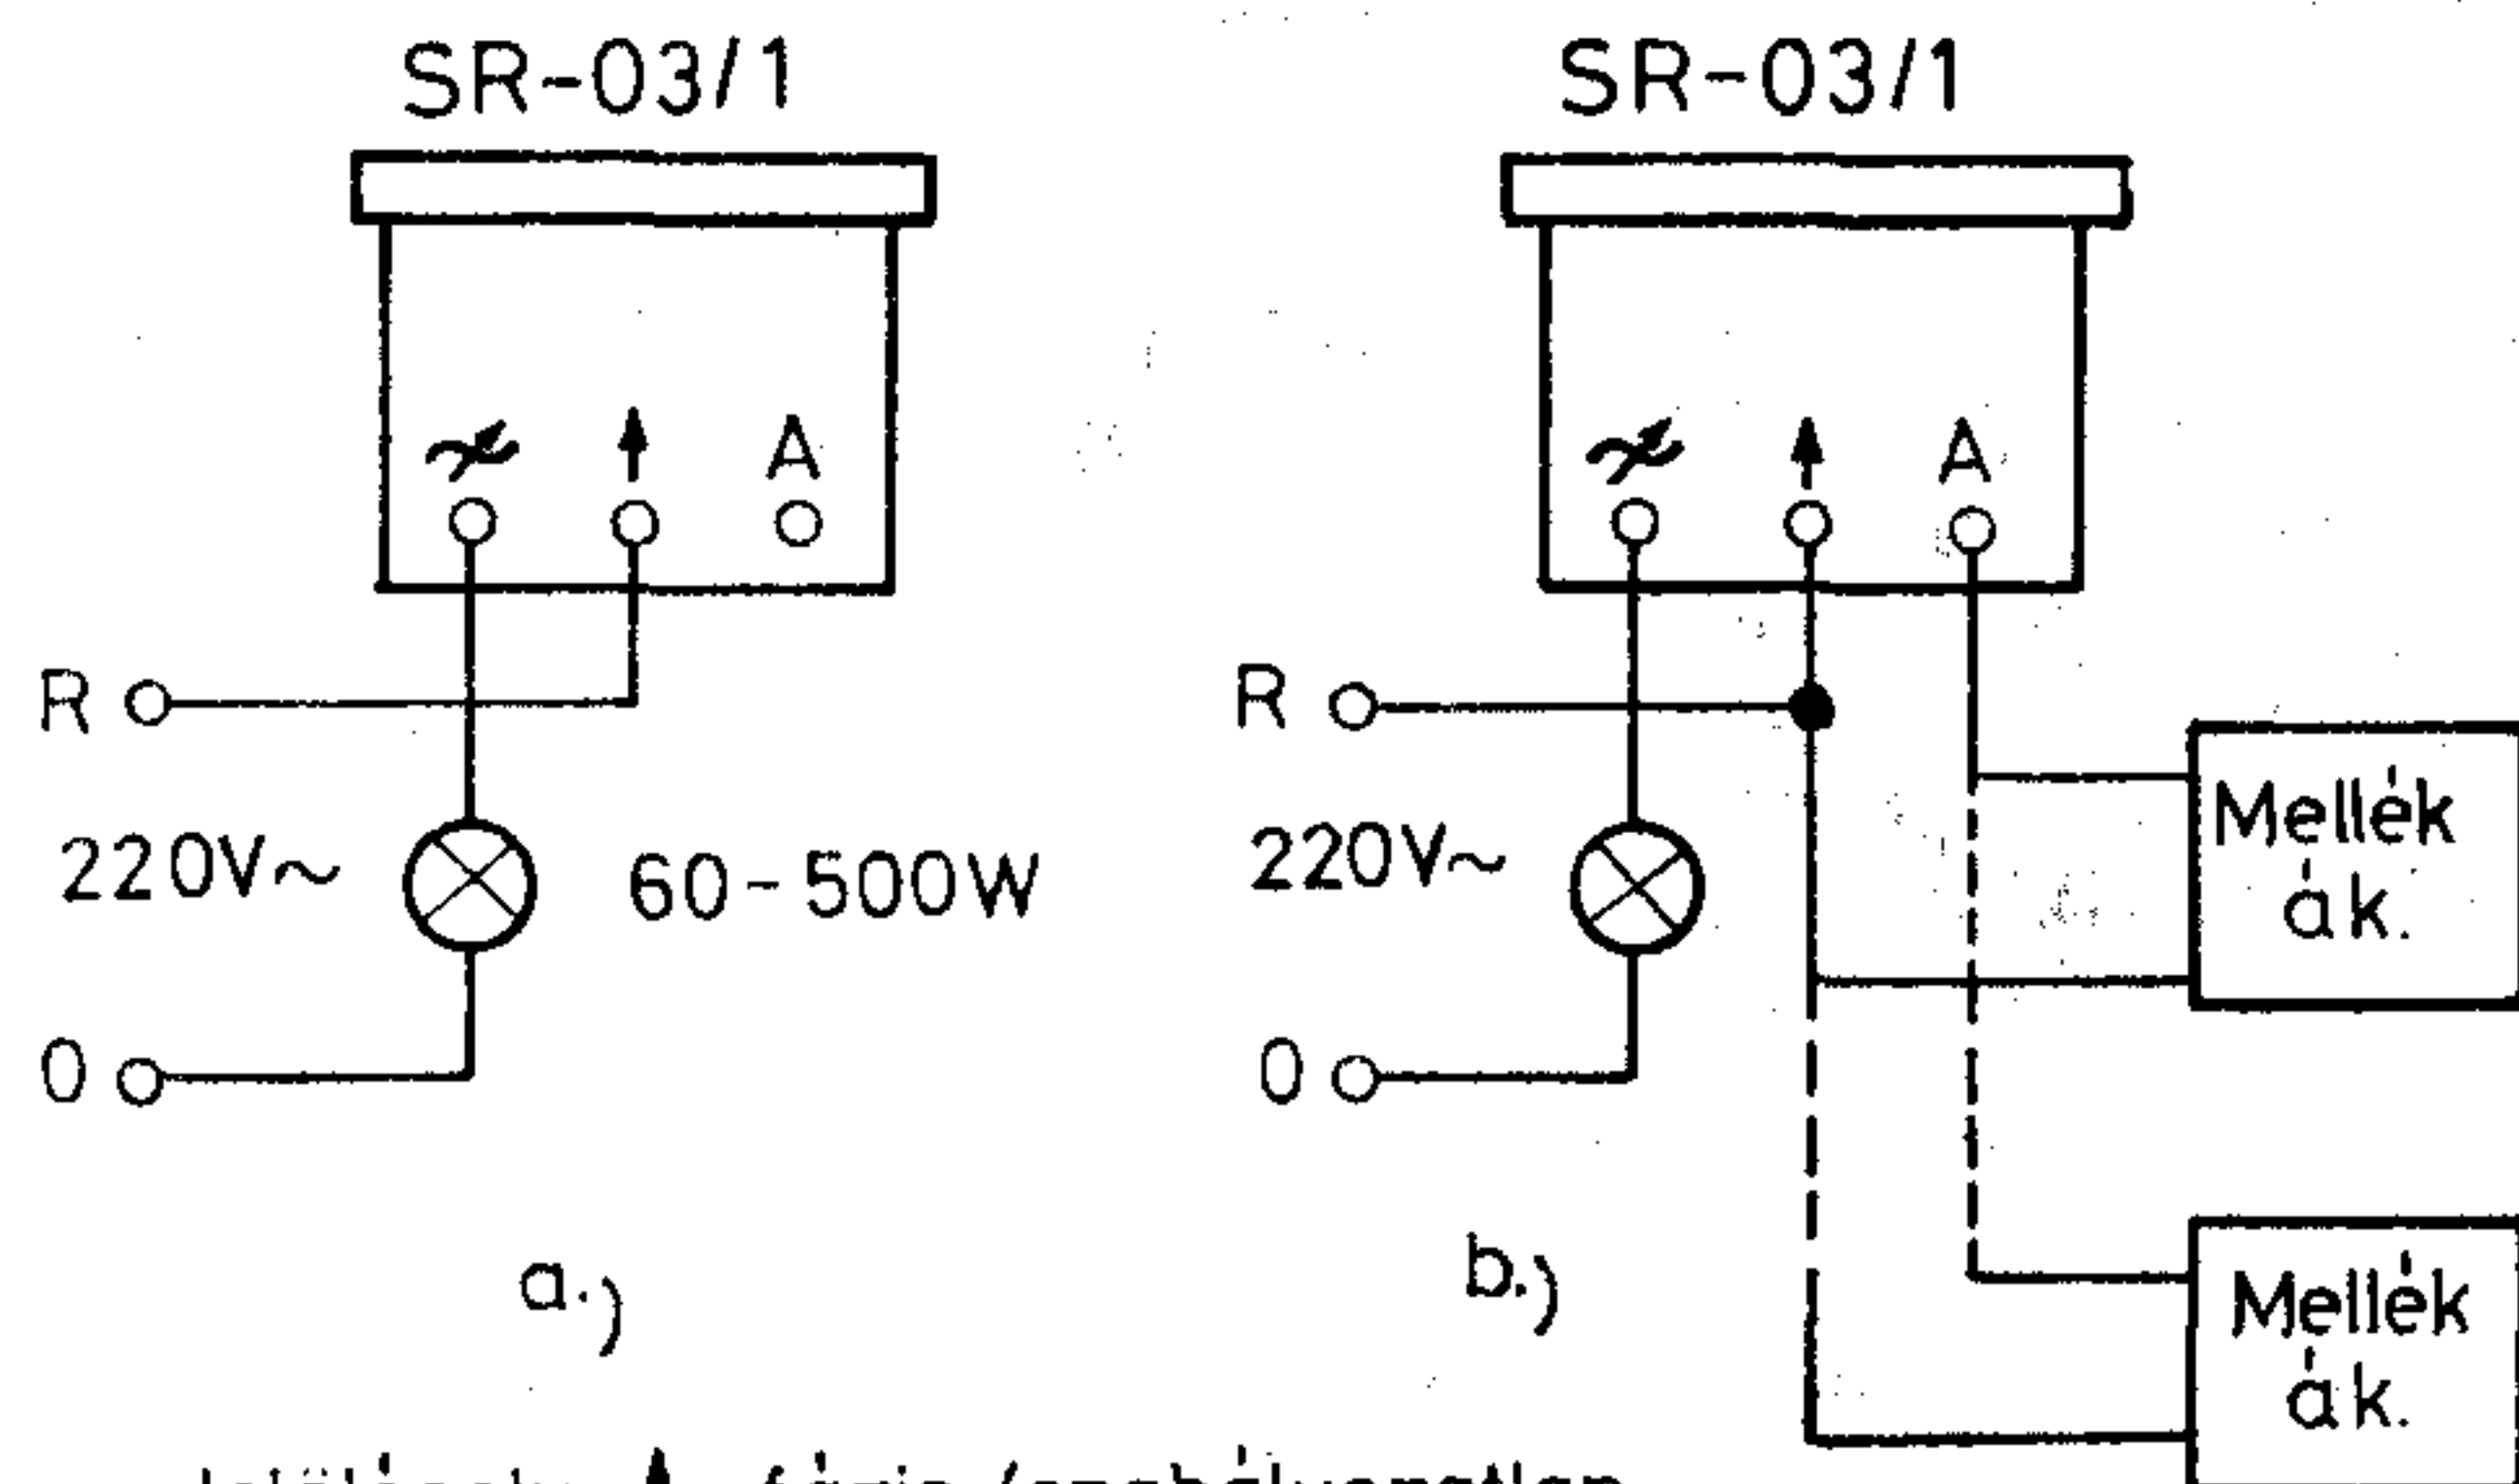 SR-03/1
A
R
220V~
60-500W
0
a.)
SR-03/1
A
R
220V~
0
b.)
Mellék
ák.
Mellék
ák.